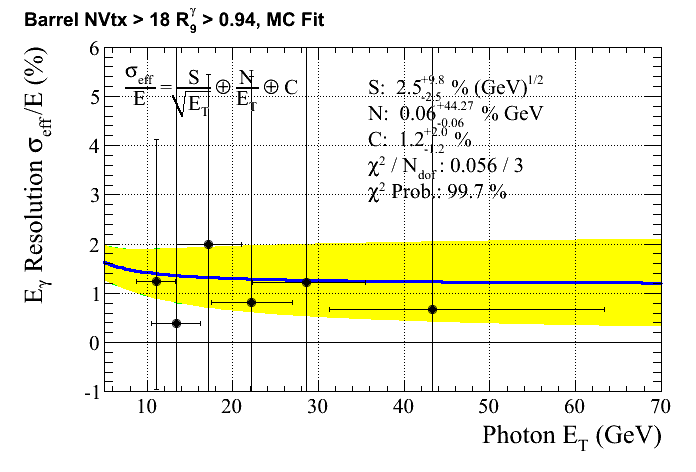 Barrel NVtx > 18 R₉^γ > 0.94, MC Fit
E_γ Resolution σ_eff/E (%)
6
5
4
3
2
1
0
-1
σ_eff/E = S/√E_T ⊕ N/E_T ⊕ C
S: 2.5^{+9.8}_{-2.5} % (GeV)^{1/2}
N: 0.06^{+44.27}_{-0.06} % GeV
C: 1.2^{+2.0}_{-1.2} %
χ² / N_dof : 0.056 / 3
χ² Prob.: 99.7 %
10 20 30 40 50 60 70
Photon E_T (GeV)